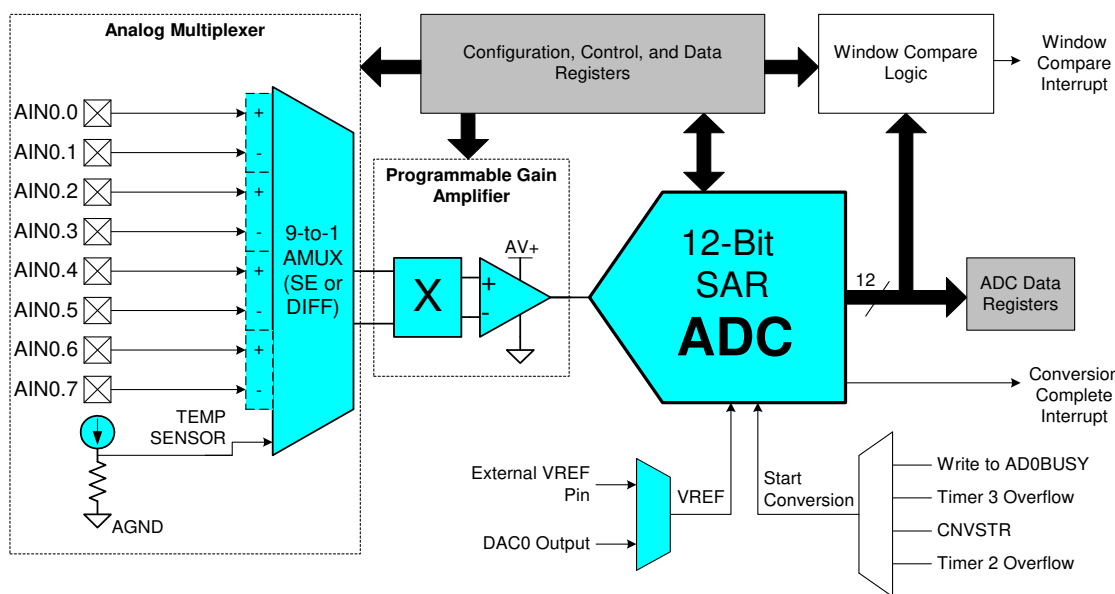 Analog Multiplexer
AIN0.0
AIN0.1
AIN0.2
AIN0.3
AIN0.4
AIN0.5
AIN0.6
AIN0.7
+
-
+
-
+
-
+
-
9-to-1
AMUX
(SE or
DIFF)
TEMP
SENSOR
AGND
Configuration, Control, and Data
Registers
Window Compare
Logic
Window
Compare
Interrupt
Programmable Gain
Amplifier
X
+
-
AV+
12-Bit
SAR
ADC
12
ADC Data
Registers
Conversion
Complete
Interrupt
External VREF
Pin
DAC0 Output
VREF
Start
Conversion
Write to AD0BUSY
Timer 3 Overflow
CNVSTR
Timer 2 Overflow